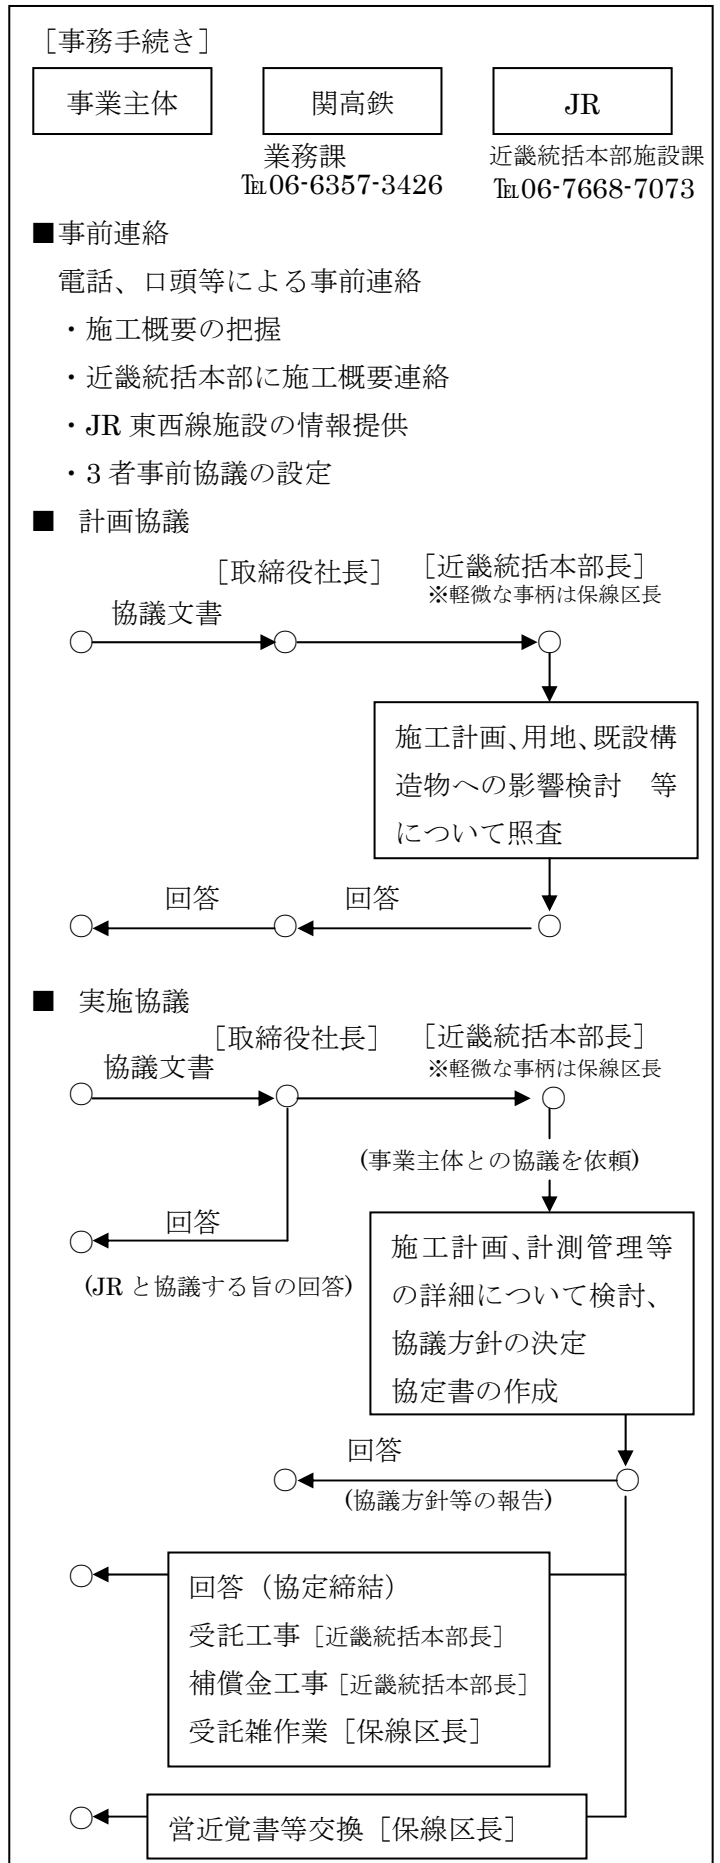 ［事務手続き］
事業主体 関高鉄 JR
業務課 近畿統括本部施設課
℡06-6357-3426 ℡06-7668-7073
■事前連絡
電話、口頭等による事前連絡
・施工概要の把握
・近畿統括本部に施工概要連絡
・JR 東西線施設の情報提供
・3 者事前協議の設定
■ 計画協議
［取締役社長］ ［近畿統括本部長］
※軽微な事柄は保線区長
協議文書
施工計画、用地、既設構
造物への影響検討　等
について照査
回答 回答
■ 実施協議
［取締役社長］ ［近畿統括本部長］
協議文書 ※軽微な事柄は保線区長
(事業主体との協議を依頼)
回答
(JR と協議する旨の回答)
施工計画、計測管理等
の詳細について検討、
協議方針の決定
協定書の作成
回答
(協議方針等の報告)
回答（協定締結）
受託工事［近畿統括本部長］
補償金工事［近畿統括本部長］
受託雑作業［保線区長］
営近覚書等交換［保線区長］